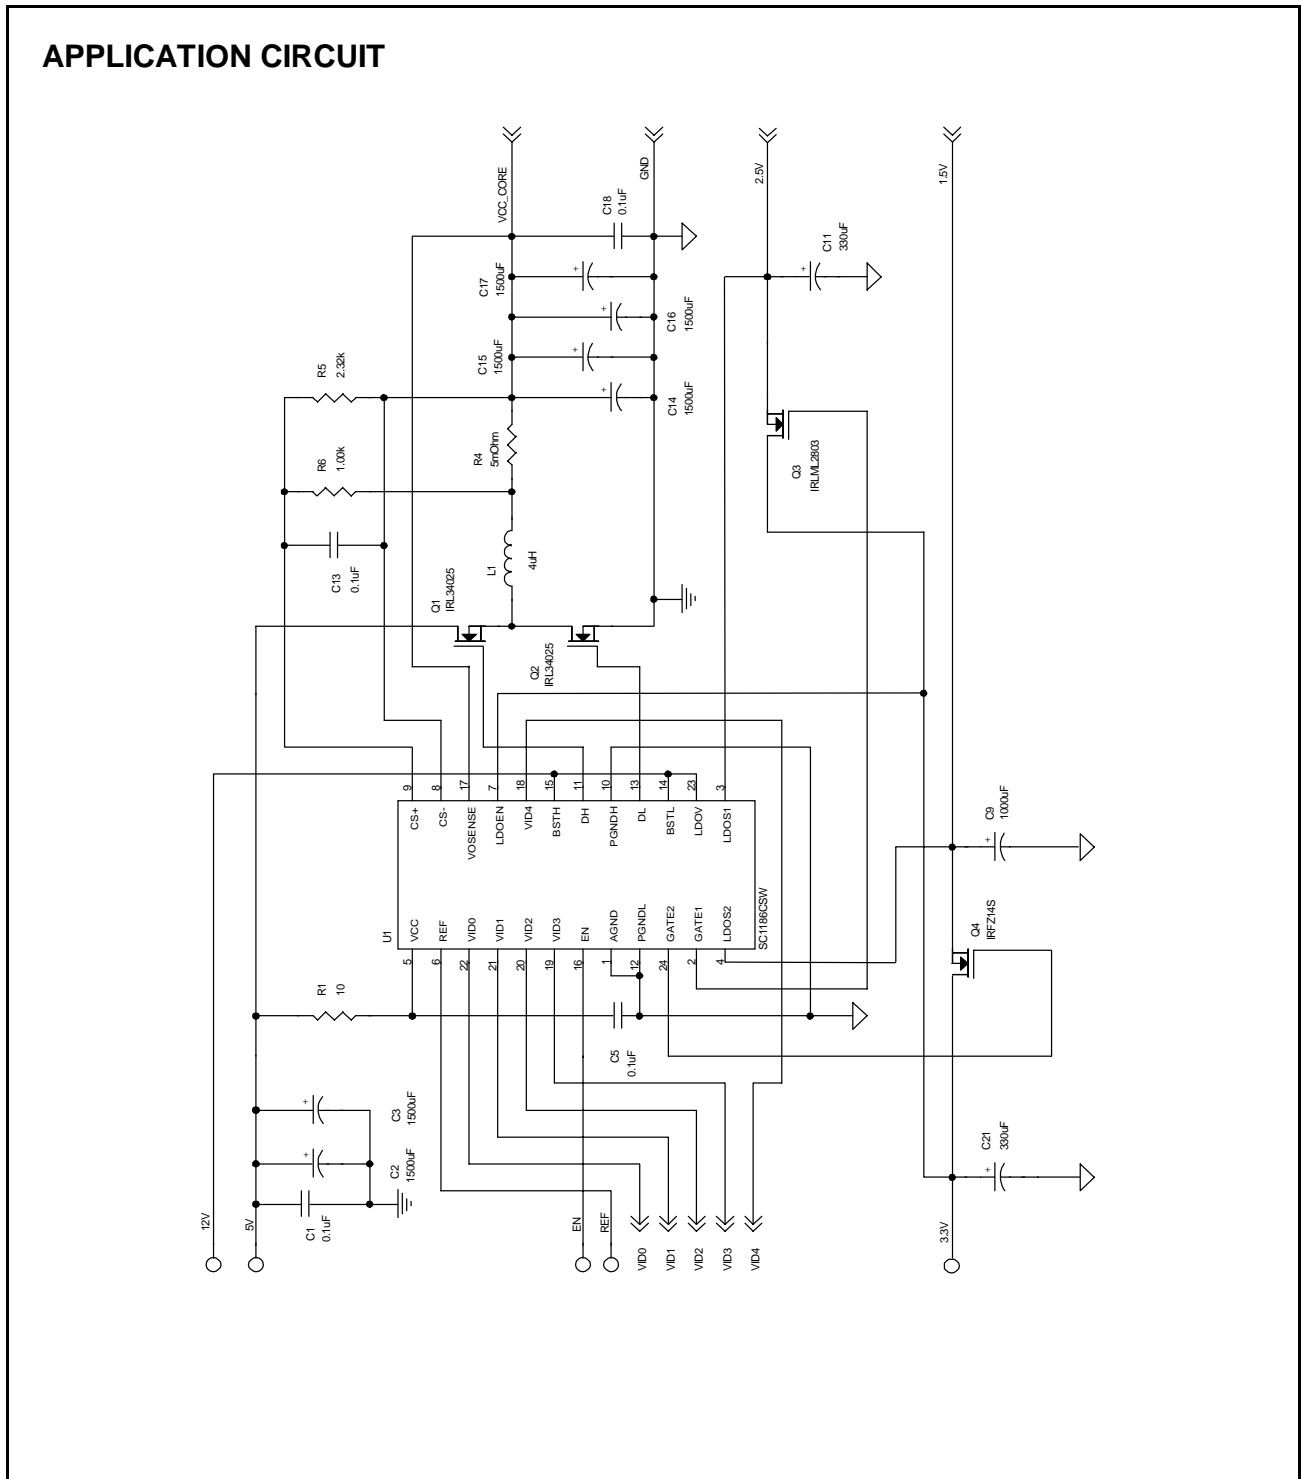 APPLICATION CIRCUIT
VCC_CORE
GND
2.5V
1.5V
C18
0.1uF
C17
1500uF
C16
1500uF
C15
1500uF
C14
1500uF
C11
330uF
R5
2.32k
R6
1.00k
R4
5mOhm
C13
0.1uF
L1
4uH
Q1
IRL34025
Q2
IRL34025
Q3
IRLML2803
9
8
17
7
18
15
11
10
13
14
23
3
CS+
CS-
VOSENSE
LDOEN
VID4
BSTH
DH
PGNDH
DL
BSTL
LDOV
LDOS1
U1
SC1186CSW
VCC
REF
VID0
VID1
VID2
VID3
EN
AGND
PGNDL
GATE2
GATE1
LDOS2
5
6
22
21
20
19
16
1
12
24
2
4
C9
1000uF
Q4
IRFZ14S
R1
10
C5
0.1uF
C3
1500uF
C2
1500uF
C1
0.1uF
C21
330uF
12V
5V
EN
REF
VID0
VID1
VID2
VID3
VID4
3.3V